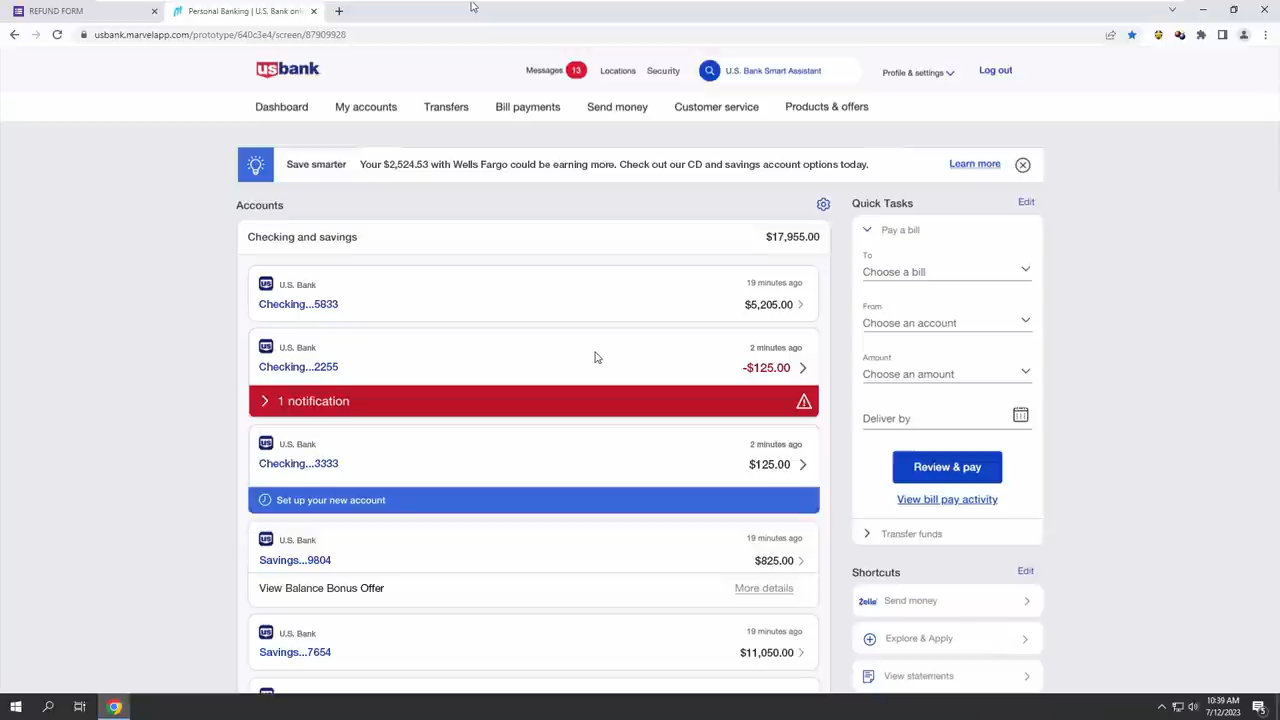 REFUND FORM
Personal Banking | U.S. Bank onl
usbank.marvelapp.com/prototype/640c3e4/screen/87909928
usbank
Messages 13 Locations Security U.S. Bank Smart Assistant Profile & settings Log out
Dashboard My accounts Transfers Bill payments Send money Customer service Products & offers
Save smarter Your $2,524.53 with Wells Fargo could be earning more. Check out our CD and savings account options today. Learn more
Accounts
Checking and savings $17,955.00
us U.S. Bank 19 minutes ago
Checking...5833 $5,205.00
us U.S. Bank 2 minutes ago
Checking...2255 -$125.00
1 notification
us U.S. Bank 2 minutes ago
Checking...3333 $125.00
Set up your new account
us U.S. Bank 19 minutes ago
Savings...9804 $825.00
View Balance Bonus Offer More details
us U.S. Bank 19 minutes ago
Savings...7654 $11,050.00
Quick Tasks Edit
Pay a bill
To
Choose a bill
From
Choose an account
Amount
Choose an amount
Deliver by
Review & pay
View bill pay activity
Transfer funds
Shortcuts Edit
Zelle Send money
Explore & Apply
View statements
10:39 AM
7/12/2023